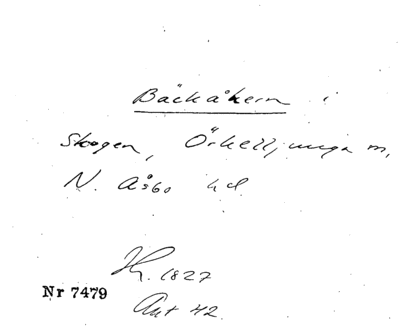 Bäckåkern i
Skogen, Örkelljunga m,
N. Åsbo hd
1827
Nr 7479
Akt 42.